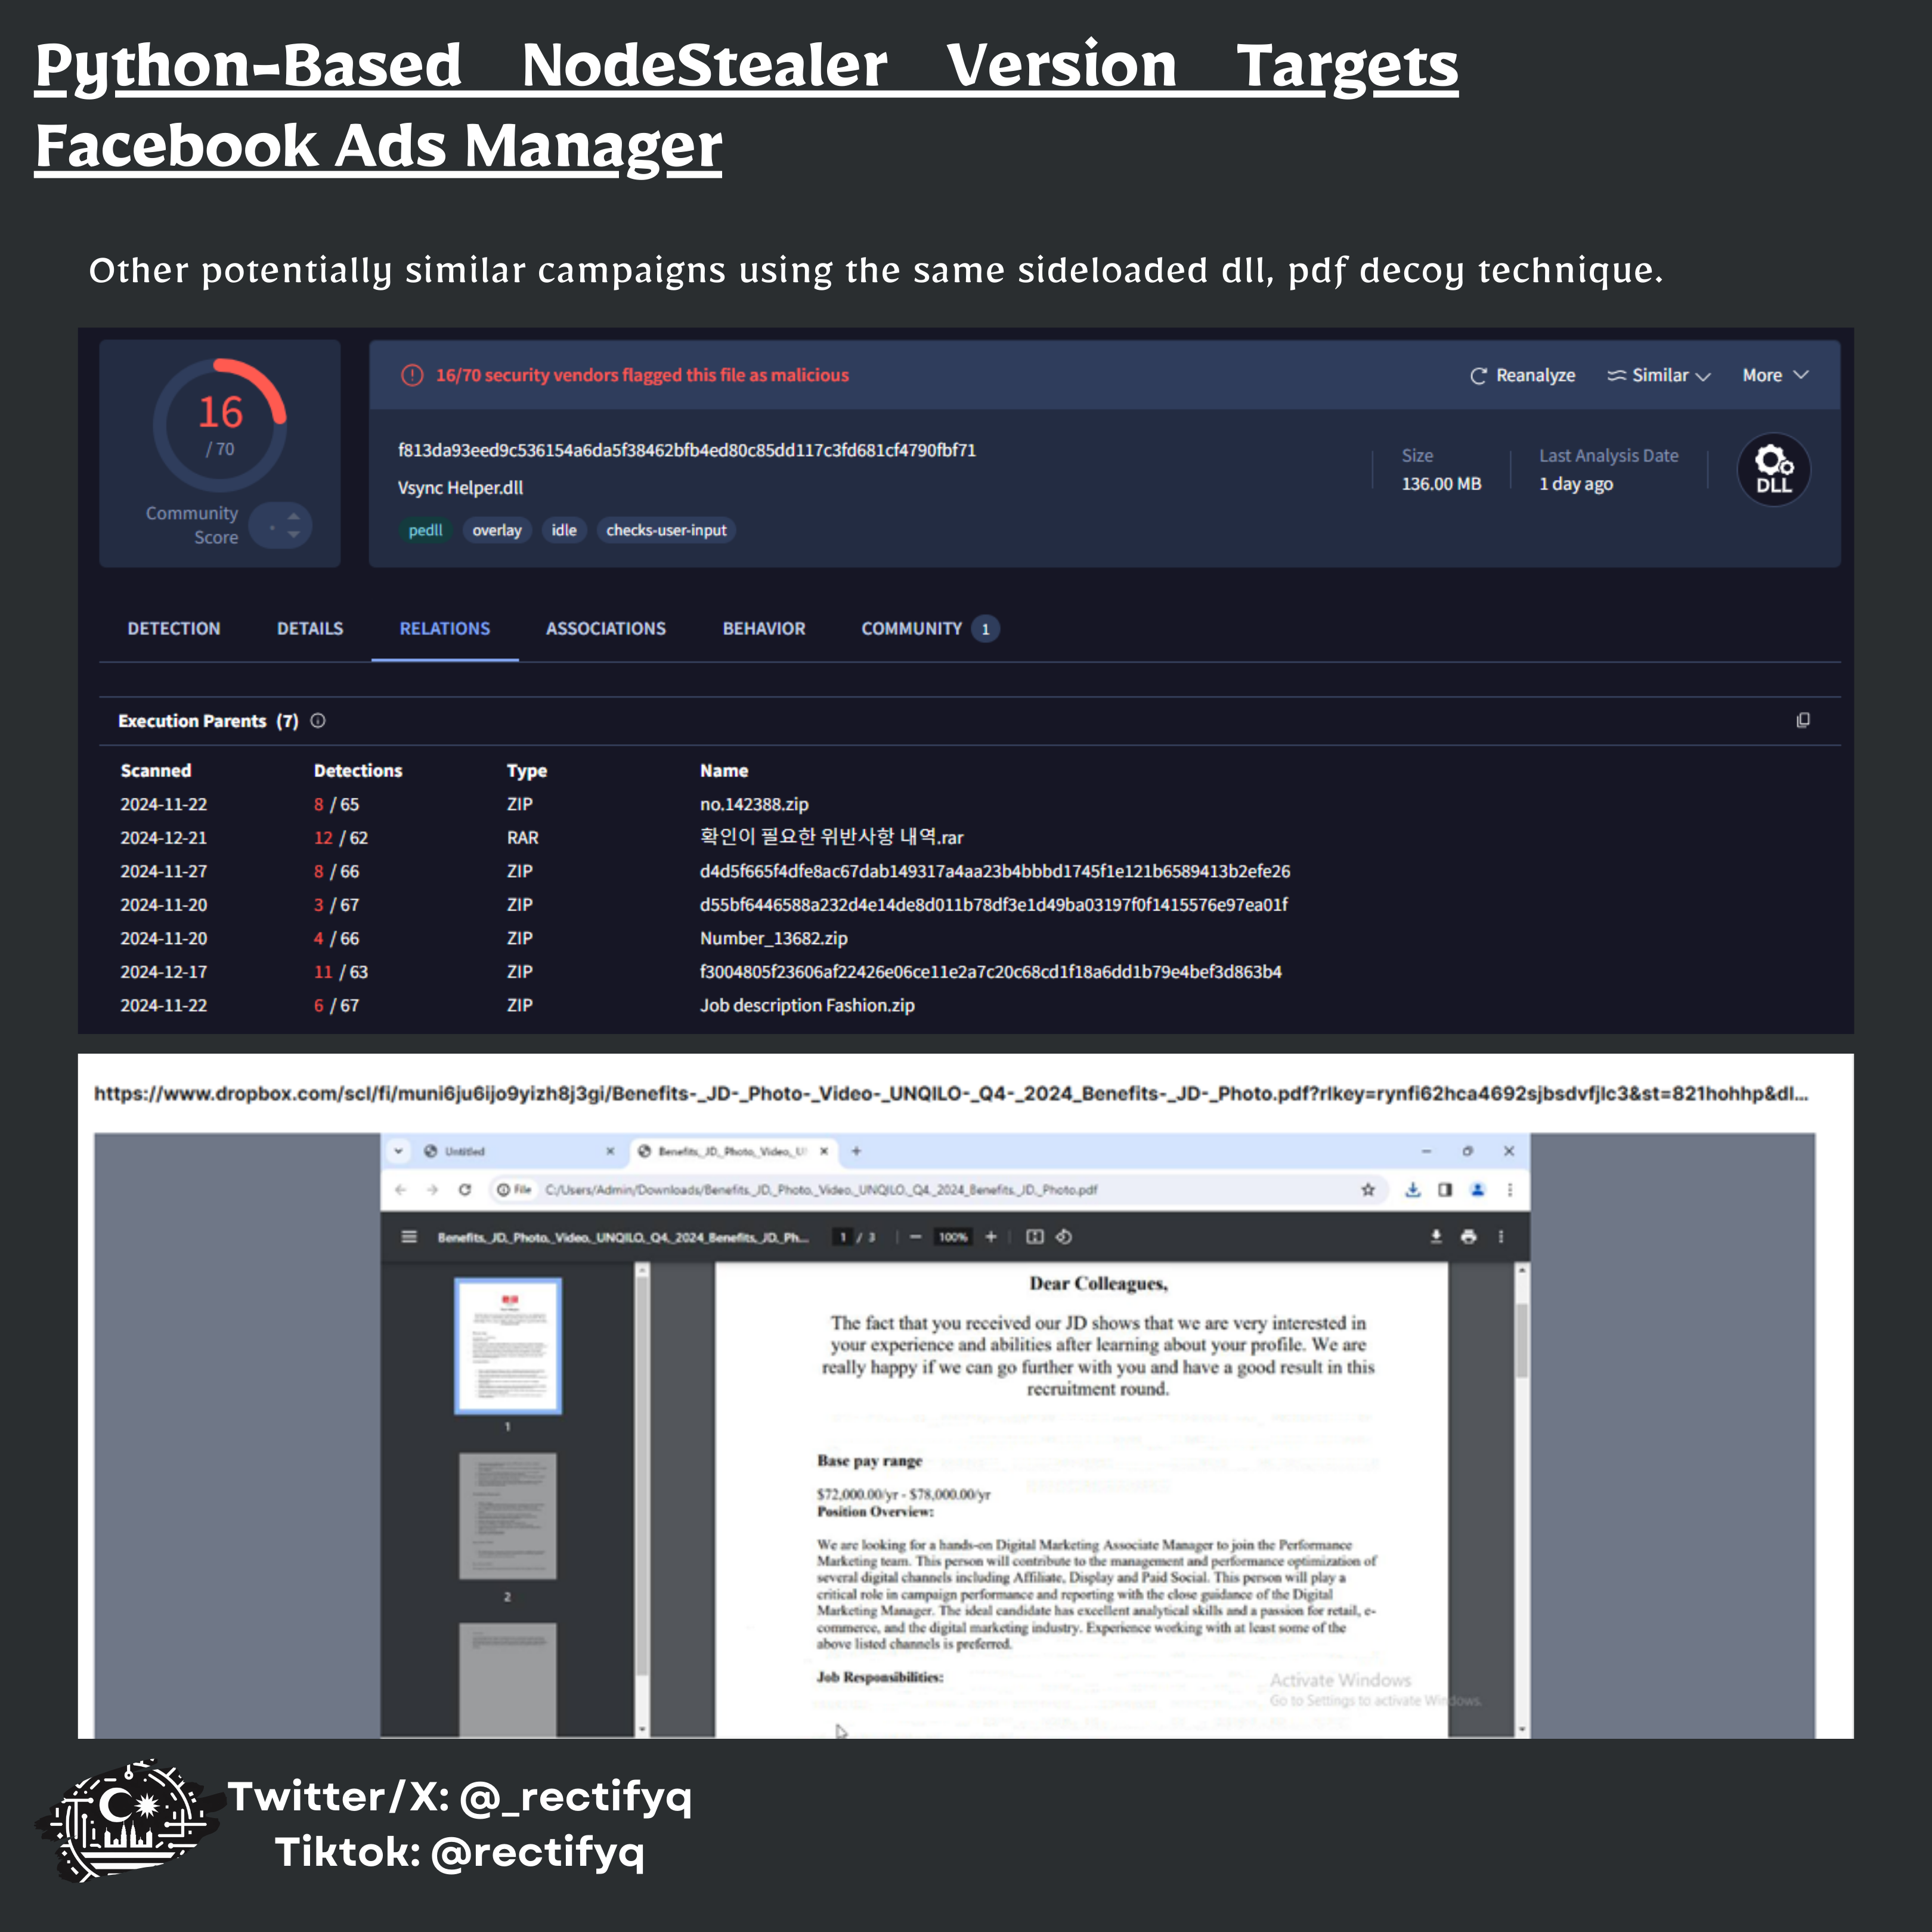 Python-Based NodeStealer Version Targets
Facebook Ads Manager
Other potentially similar campaigns using the same sideloaded dll, pdf decoy technique.
16
/ 70
Community
Score
16/70 security vendors flagged this file as malicious
Reanalyze
Similar
More
f813da93eed9c536154a6da5f38462bfb4ed80c85dd117c3fd681cf4790fbf71
Vsync Helper.dll
pedll
overlay
idle
checks-user-input
Size
136.00 MB
Last Analysis Date
1 day ago
DLL
DETECTION DETAILS RELATIONS ASSOCIATIONS BEHAVIOR COMMUNITY 1
Execution Parents (7)
Scanned Detections Type Name
2024-11-22 8 / 65 ZIP no.142388.zip
2024-12-21 12 / 62 RAR 확인이 필요한 위반사항 내역.rar
2024-11-27 8 / 66 ZIP d4d5f665f4dfe8ac67dab149317a4aa23b4bbbd1745f1e121b6589413b2efe26
2024-11-20 3 / 67 ZIP d55bf6446588a232d4e14de8d011b78df3e1d49ba03197f0f1415576e97ea01f
2024-11-20 4 / 66 ZIP Number_13682.zip
2024-12-17 11 / 63 ZIP f3004805f23606af22426e06ce11e2a7c20c68cd1f18a6dd1b79e4bef3d863b4
2024-11-22 6 / 67 ZIP Job description Fashion.zip
https://www.dropbox.com/scl/fi/muni6ju6ijo9yizh8j3gi/Benefits-_JD-_Photo-_Video-_UNQILO-_Q4-_2024_Benefits-_JD-_Photo.pdf?rlkey=rynfi62hca4692sjbsdvfjlc3&st=821hohhp&dl...
Untitled
Benefits_JD_Photo_Video_U
File C:/Users/Admin/Downloads/Benefits_JD_Photo_Video_UNQILO_Q4_2024_Benefits_JD_Photo.pdf
Benefits_JD_Photo_Video_UNQILO_Q4_2024_Benefits_JD_Ph...
1 / 3
100%
1
2
Dear Colleagues,
The fact that you received our JD shows that we are very interested in
your experience and abilities after learning about your profile. We are
really happy if we can go further with you and have a good result in this
recruitment round.
Base pay range
$72,000.00/yr - $78,000.00/yr
Position Overview:
We are looking for a hands-on Digital Marketing Associate Manager to join the Performance
Marketing team. This person will contribute to the management and performance optimization of
several digital channels including Affiliate, Display and Paid Social. This person will play a
critical role in campaign performance and reporting with the close guidance of the Digital
Marketing Manager. The ideal candidate has excellent analytical skills and a passion for retail, e-
commerce, and the digital marketing industry. Experience working with at least some of the
above listed channels is preferred.
Job Responsibilities:
Activate Windows
Go to Settings to activate Windows.
Twitter/X: @_rectifyq
Tiktok: @rectifyq